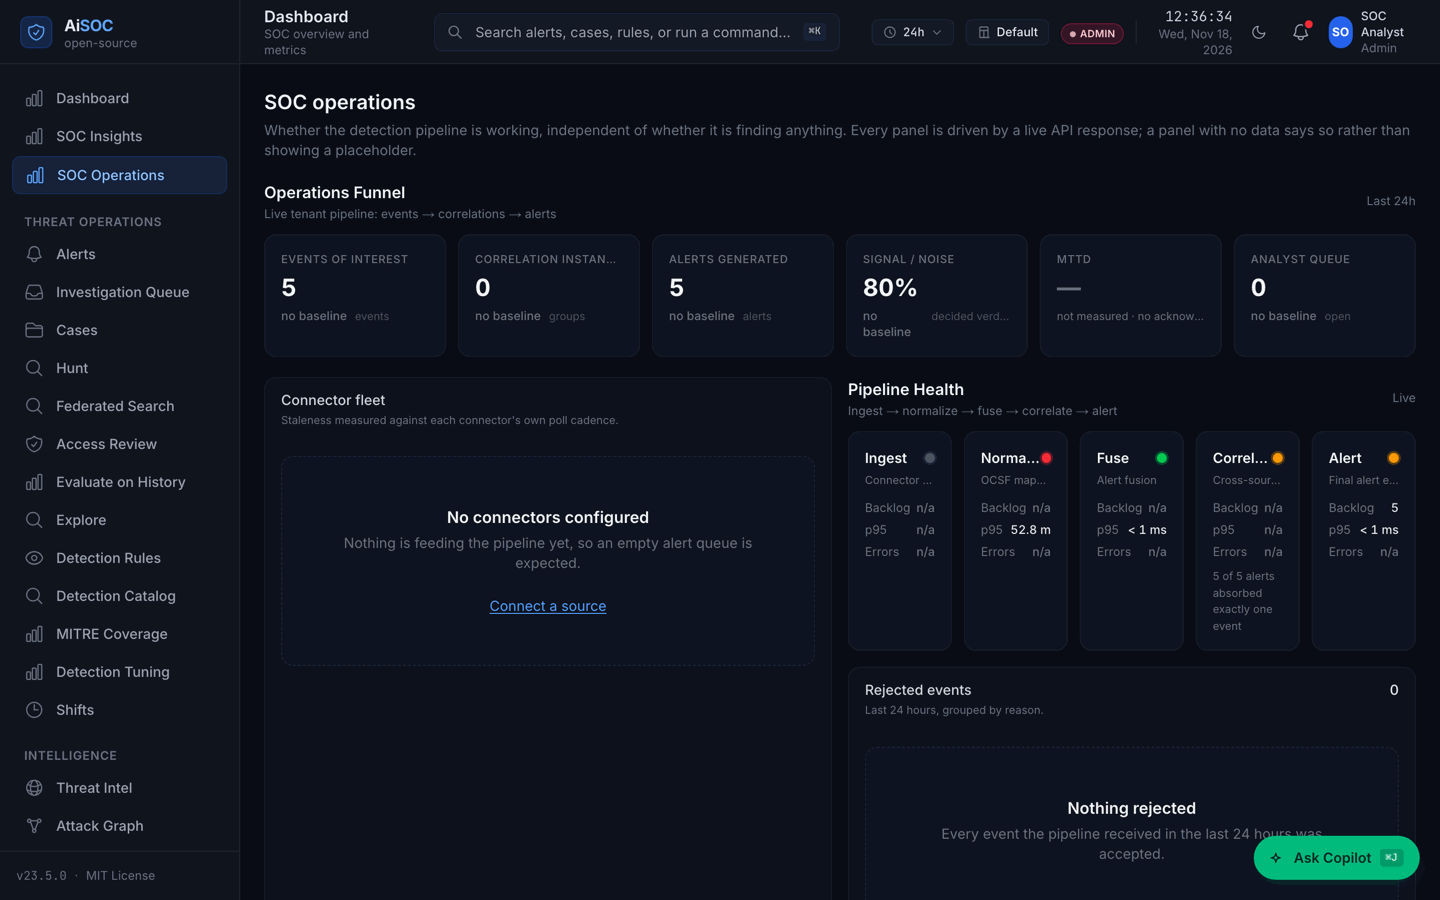 AiSOC
open-source
Dashboard
SOC overview and
metrics
Search alerts, cases, rules, or run a command...
⌘K
24h
Default
ADMIN
12:36:34
Wed, Nov 18,
2026
SO
SOC
Analyst
Admin
Dashboard
SOC Insights
SOC Operations
THREAT OPERATIONS
Alerts
Investigation Queue
Cases
Hunt
Federated Search
Access Review
Evaluate on History
Explore
Detection Rules
Detection Catalog
MITRE Coverage
Detection Tuning
Shifts
INTELLIGENCE
Threat Intel
Attack Graph
v23.5.0 · MIT License
SOC operations
Whether the detection pipeline is working, independent of whether it is finding anything. Every panel is driven by a live API response; a panel with no data says so rather than
showing a placeholder.
Operations Funnel
Live tenant pipeline: events → correlations → alerts
Last 24h
EVENTS OF INTEREST
5
no baseline events
CORRELATION INSTAN...
0
no baseline groups
ALERTS GENERATED
5
no baseline alerts
SIGNAL / NOISE
80%
no baseline decided verd...
MTTD
—
not measured · no acknow...
ANALYST QUEUE
0
no baseline open
Connector fleet
Staleness measured against each connector's own poll cadence.
No connectors configured
Nothing is feeding the pipeline yet, so an empty alert queue is
expected.
Connect a source
Pipeline Health
Ingest → normalize → fuse → correlate → alert
Live
Ingest
Connector ...
Backlog n/a
p95 n/a
Errors n/a
Norma...
OCSF map...
Backlog n/a
p95 52.8 m
Errors n/a
Fuse
Alert fusion
Backlog n/a
p95 < 1 ms
Errors n/a
Correl...
Cross-sour...
Backlog n/a
p95 n/a
Errors n/a
5 of 5 alerts
absorbed
exactly one
event
Alert
Final alert e...
Backlog 5
p95 < 1 ms
Errors n/a
Rejected events
0
Last 24 hours, grouped by reason.
Nothing rejected
Every event the pipeline received in the last 24 hours was
accepted.
Ask Copilot ⌘J